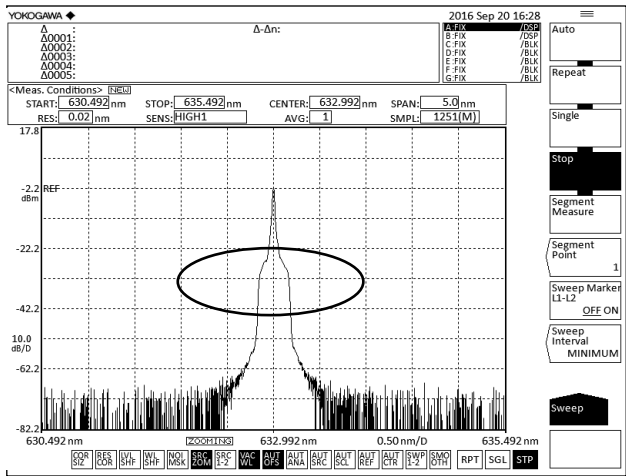 YOKOGAWA ◆
2016 Sep 20 16:28
Δ :
Δ0001:
Δ0002:
Δ0003:
Δ0004:
Δ0005:
Δ-Δn:
A:FIX /DSP
B:FIX /DSP
C:FIX /BLK
D:FIX /BLK
E:FIX /BLK
F:FIX /BLK
G:FIX /BLK
<Meas. Conditions> NEW
START: 630.492 nm STOP: 635.492 nm CENTER: 632.992 nm SPAN: 5.0 nm
RES: 0.02 nm SENS: HIGH1 AVG: 1 SMPL: 1251(M)
17.8
-2.2 REF
dBm
-22.2
-42.2
10.0
dB/D
-62.2
-82.2
630.492 nm ZOOMING 632.992 nm 0.50 nm/D 635.492 nm
COR SIZ
RES COR
LVL SHF
WL SHF
NOI MSK
SRC ZOM
SRC 1-2
VAC WL
AUT OFS
AUT ANA
AUT SRC
AUT SCL
AUT REF
AUT CTR
SWP 1-2
SMO OTH
RPT
SGL
STP
Auto
Repeat
Single
Stop
Segment
Measure
Segment
Point
1
Sweep Marker
L1-L2
OFF ON
Sweep
Interval
MINIMUM
Sweep